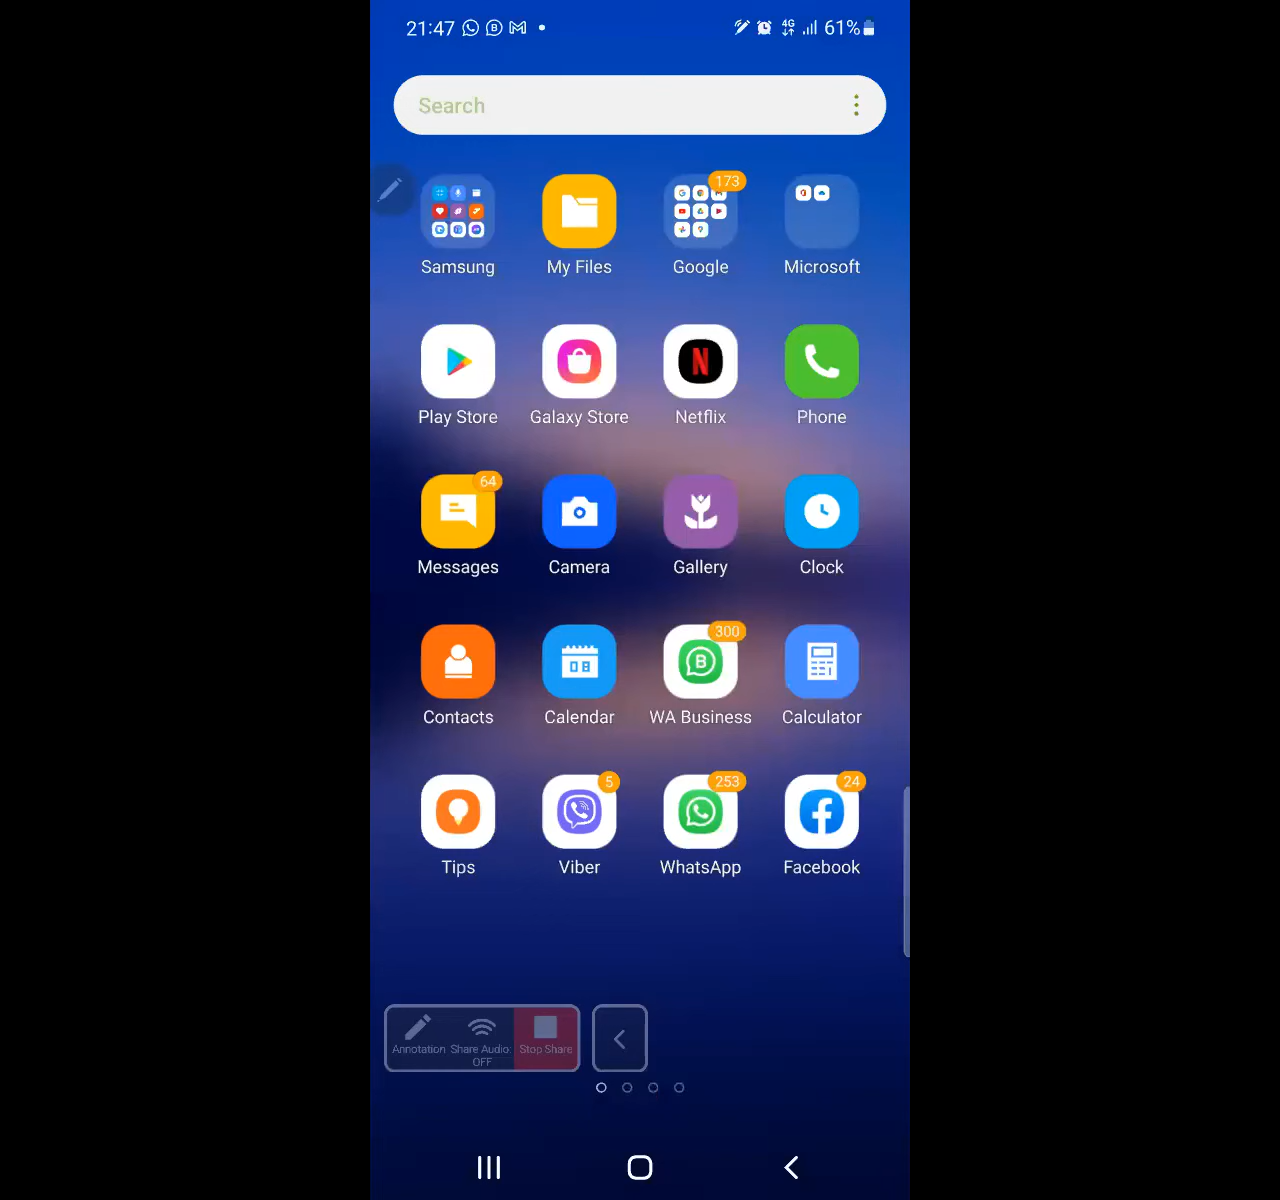 21:47 61%
4G
Search
173
Samsung My Files Google Microsoft
Play Store Galaxy Store Netflix Phone
64
Messages Camera Gallery Clock
300
08
Contacts Calendar WA Business Calculator
5 253 24
Tips Viber WhatsApp Facebook
Annotation Share Audio: Stop Share
OFF